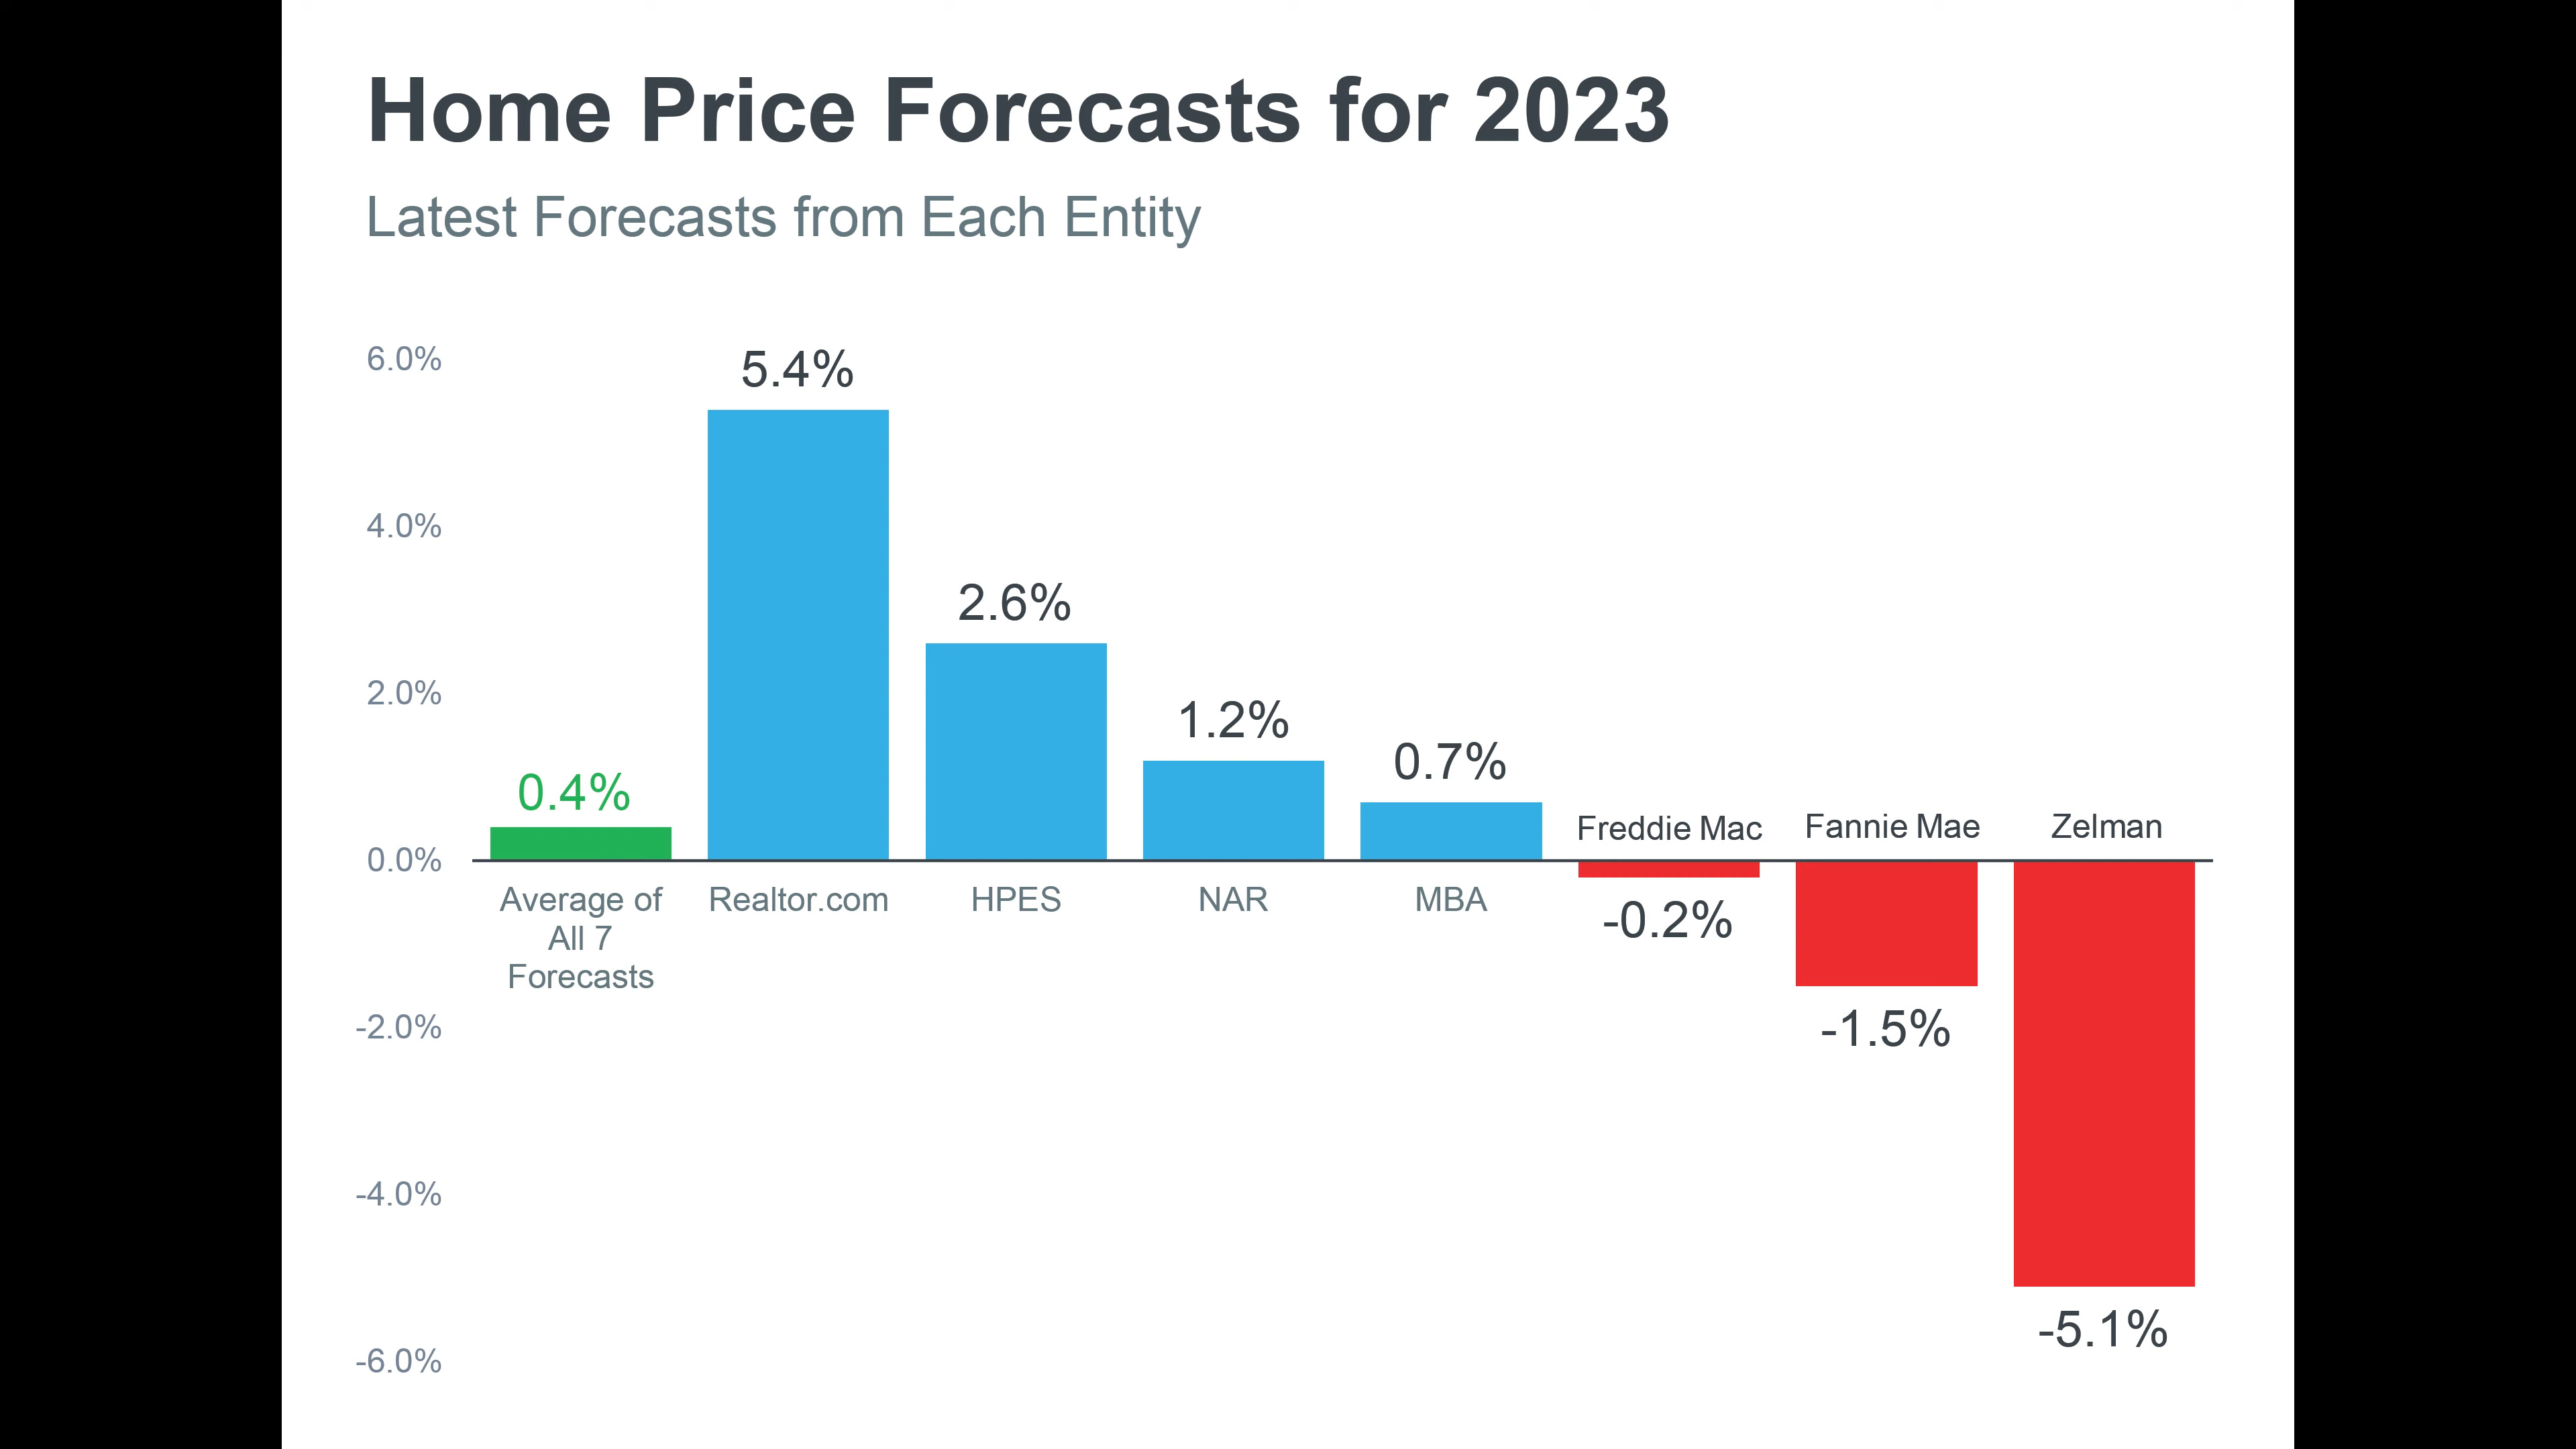 Home Price Forecasts for 2023
Latest Forecasts from Each Entity
6.0%
4.0%
2.0%
0.0%
-2.0%
-4.0%
-6.0%
0.4%
5.4%
2.6%
1.2%
0.7%
Freddie Mac
Fannie Mae
Zelman
Average of
All 7
Forecasts
Realtor.com
HPES
NAR
MBA
-0.2%
-1.5%
-5.1%